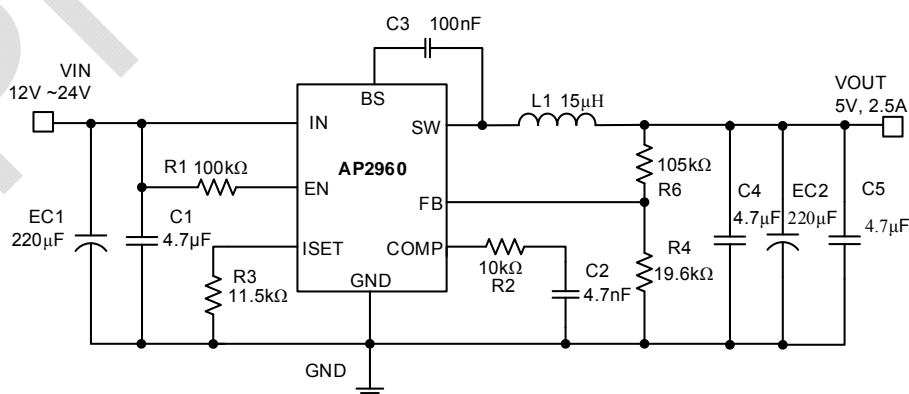 C3 100nF
VIN
12V ~24V
BS
L1 15μH
VOUT
5V, 2.5A
IN
SW
R1 100kΩ
AP2960
105kΩ
R6
EN
FB
C4
4.7μF
EC2
220μF
C5
4.7μF
EC1
220μF
C1
4.7μF
ISET
COMP
R3
11.5kΩ
GND
10kΩ
R2
C2
4.7nF
R4
19.6kΩ
GND